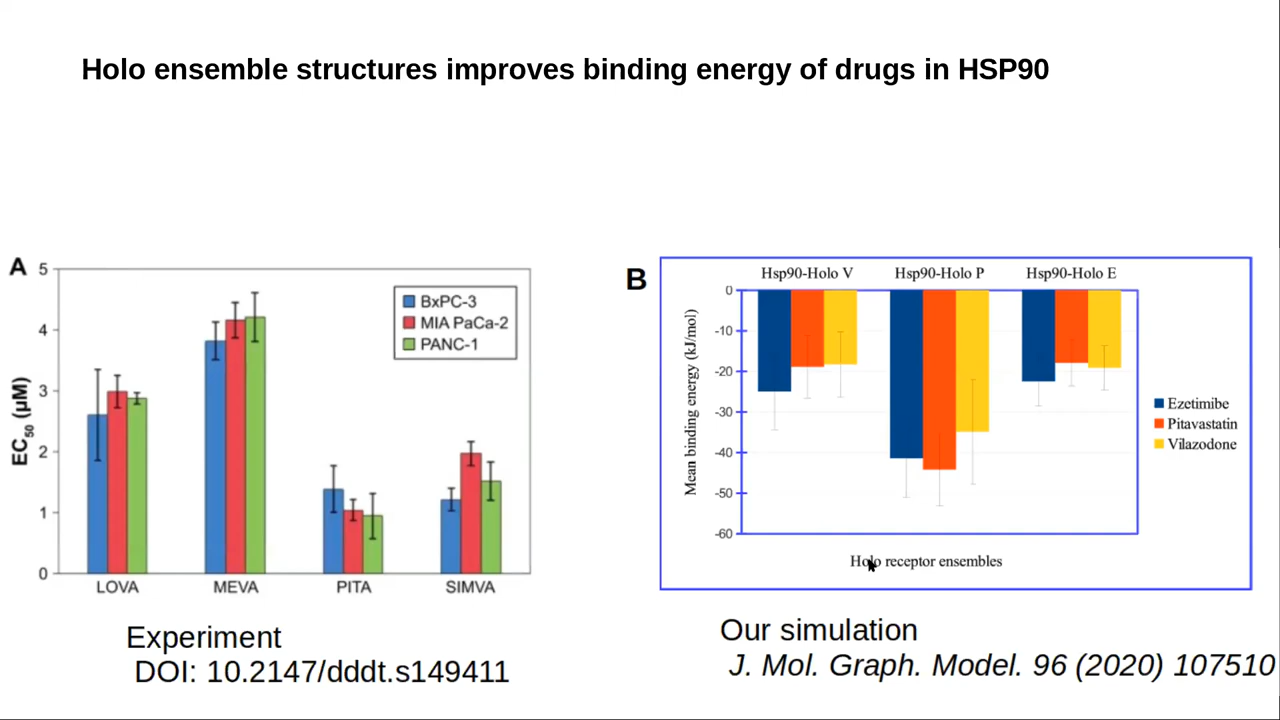 Holo ensemble structures improves binding energy of drugs in HSP90
A
5
4
3
2
1
0
EC50 (µM)
BxPC-3
MIA PaCa-2
PANC-1
LOVA MEVA PITA SIMVA
Experiment
DOI: 10.2147/dddt.s149411
B
Hsp90-Holo V Hsp90-Holo P Hsp90-Holo E
0
-10
-20
-30
-40
-50
-60
Mean binding energy (kJ/mol)
Ezetimibe
Pitavastatin
Vilazodone
Holo receptor ensembles
Our simulation
J. Mol. Graph. Model. 96 (2020) 107510